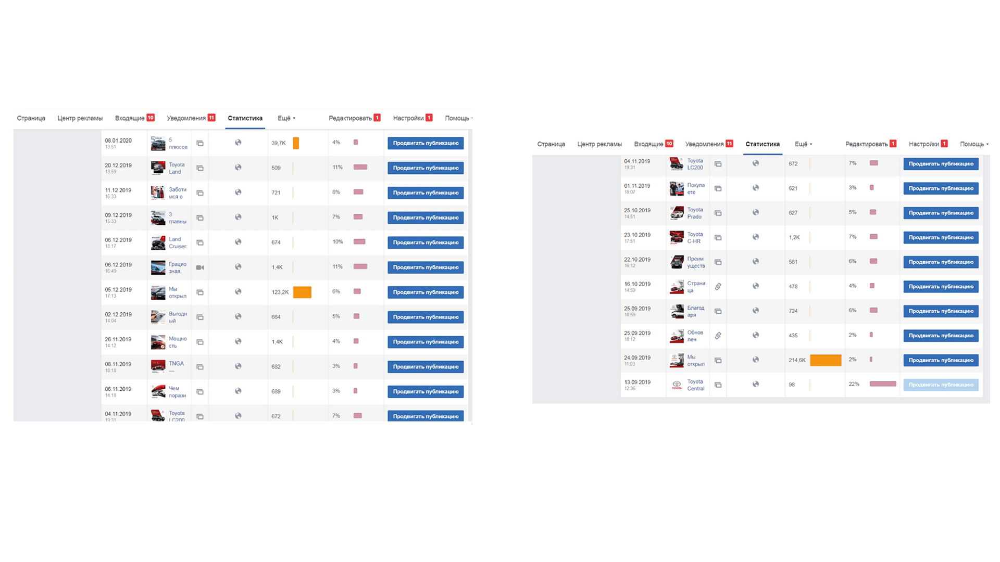 Страница Центр рекламы Входящие 10 Уведомления 11 Статистика Ещё Редактировать 1 Настройки 1 Помощь
08.01.2020 5 39,7K 4% Продвигать публикацию
13:51 плюсов
20.12.2019 Toyota 509 11% Продвигать публикацию
13:59 Land
11.12.2019 Заботи 721 8% Продвигать публикацию
16:33 мся о
09.12.2019 3 1K 7% Продвигать публикацию
15:33 главны
06.12.2019 Land 674 10% Продвигать публикацию
18:17 Cruiser:
06.12.2019 Грацио 1,4K 11% Продвигать публикацию
16:49 зная.
05.12.2019 Мы 123,2K 6% Продвигать публикацию
17:13 открыл
02.12.2019 Выгодн 664 5% Продвигать публикацию
14:04 ый
26.11.2019 Мощно 1,4K 4% Продвигать публикацию
14:12 сть
08.11.2019 TNGA 682 3% Продвигать публикацию
18:18 —
06.11.2019 Чем 689 3% Продвигать публикацию
14:18 порази
04.11.2019 Toyota 672 7% Продвигать публикацию
19:31 LC200
Страница Центр рекламы Входящие 10 Уведомления 11 Статистика Ещё Редактировать 1 Настройки 1 Помощь
04.11.2019 Toyota 672 7% Продвигать публикацию
19:31 LC200
01.11.2019 Покупа 621 3% Продвигать публикацию
18:07 ете
25.10.2019 Toyota 627 5% Продвигать публикацию
14:51 Prado
23.10.2019 Toyota 1,2K 7% Продвигать публикацию
17:51 C-HR
22.10.2019 Преим 561 6% Продвигать публикацию
16:12 уществ
16.10.2019 Страни 478 4% Продвигать публикацию
14:59 ца
25.09.2019 Благод 724 6% Продвигать публикацию
18:59 аря
25.09.2019 Обнов 435 2% Продвигать публикацию
18:12 лен
24.09.2019 Мы 214,6K 2% Продвигать публикацию
11:03 открыл
13.09.2019 Toyota 98 22% Продвигать публикацию
12:36 TOYOTA Central